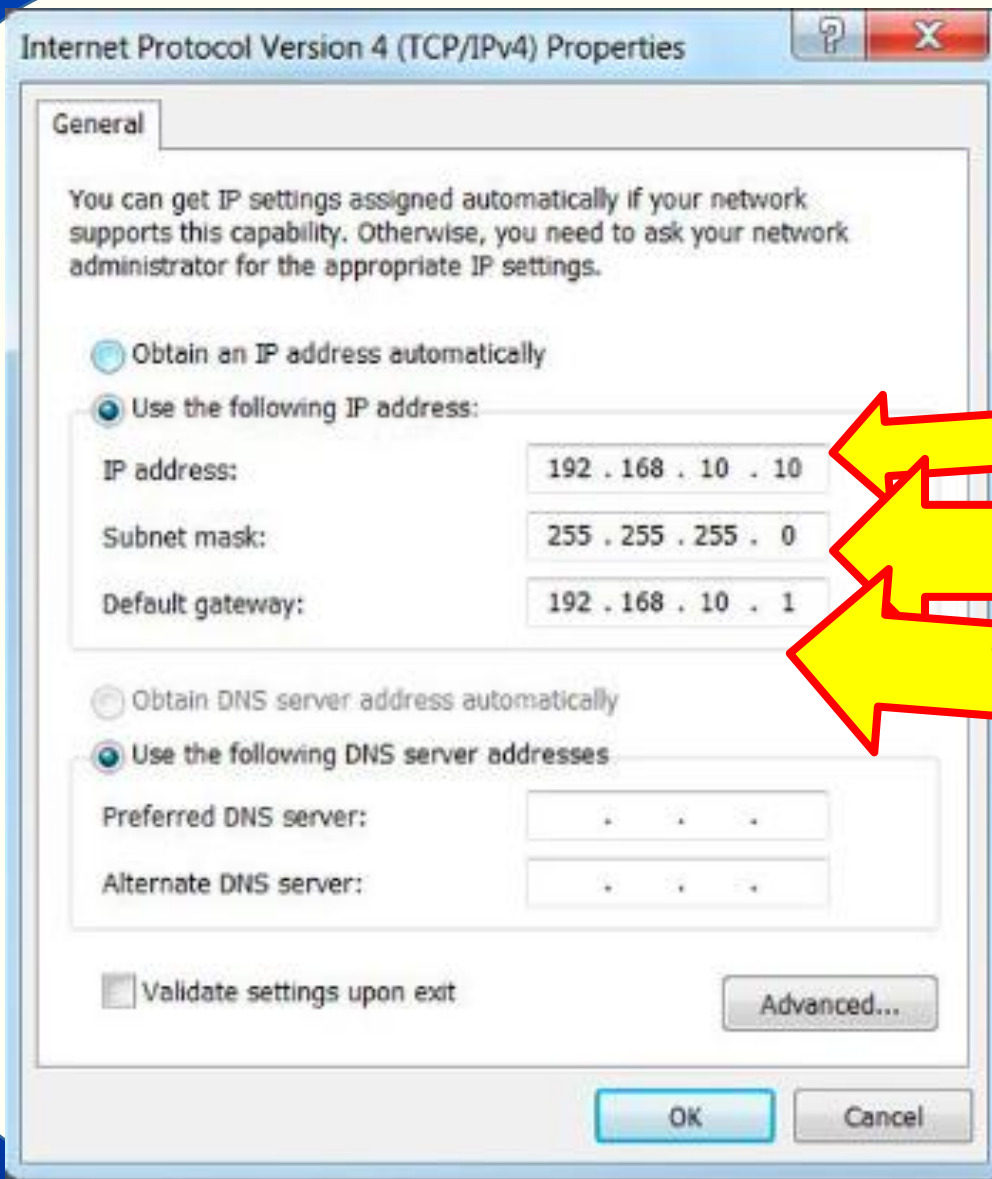 Internet Protocol Version 4 (TCP/IPv4) Properties
General
You can get IP settings assigned automatically if your network
supports this capability. Otherwise, you need to ask your network
administrator for the appropriate IP settings.
Obtain an IP address automatically
Use the following IP address:
IP address: 192 . 168 . 10 . 10
Subnet mask: 255 . 255 . 255 . 0
Default gateway: 192 . 168 . 10 . 1
Obtain DNS server address automatically
Use the following DNS server addresses
Preferred DNS server: . . .
Alternate DNS server: . . .
Validate settings upon exit
Advanced...
OK Cancel